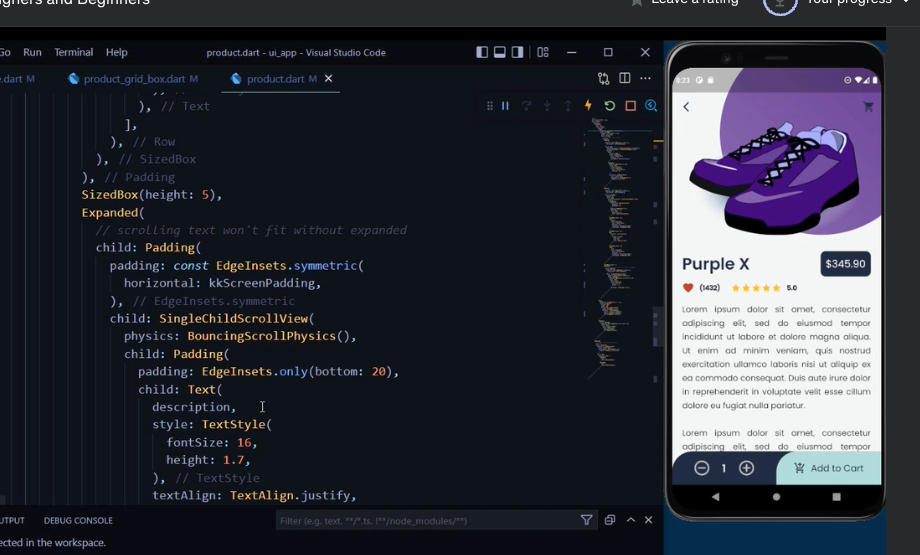 gners and Beginners
Leave a rating
Your progress
Go Run Terminal Help
product.dart - ui_app - Visual Studio Code
e.dart M
product_grid_box.dart M
product.dart M
), // Text
],
), // Row
), // SizedBox
), // Padding
SizedBox(height: 5),
Expanded(
// scrolling text won't fit without expanded
child: Padding(
padding: const EdgeInsets.symmetric(
horizontal: kkScreenPadding,
), // EdgeInsets.symmetric
child: SingleChildScrollView(
physics: BouncingScrollPhysics(),
child: Padding(
padding: EdgeInsets.only(bottom: 20),
child: Text(
description,
style: TextStyle(
fontSize: 16,
height: 1.7,
), // TextStyle
textAlign: TextAlign.justify,
UTPUT DEBUG CONSOLE
Filter (e.g. text, **/*.ts, !**/node_modules/**)
ected in the workspace.
8:23
Purple X
$345.90
(1432)
5.0
Lorem ipsum dolor sit amet, consectetur
adipiscing elit, sed do eiusmod tempor
incididunt ut labore et dolore magna aliqua.
Ut enim ad minim veniam, quis nostrud
exercitation ullamco laboris nisi ut aliquip ex
ea commodo consequat. Duis aute irure dolor
in reprehenderit in voluptate velit esse cillum
dolore eu fugiat nulla pariatur.
Lorem ipsum dolor sit amet, consectetur
adipiscing elit, sed do eiusmod tempor
1
Add to Cart